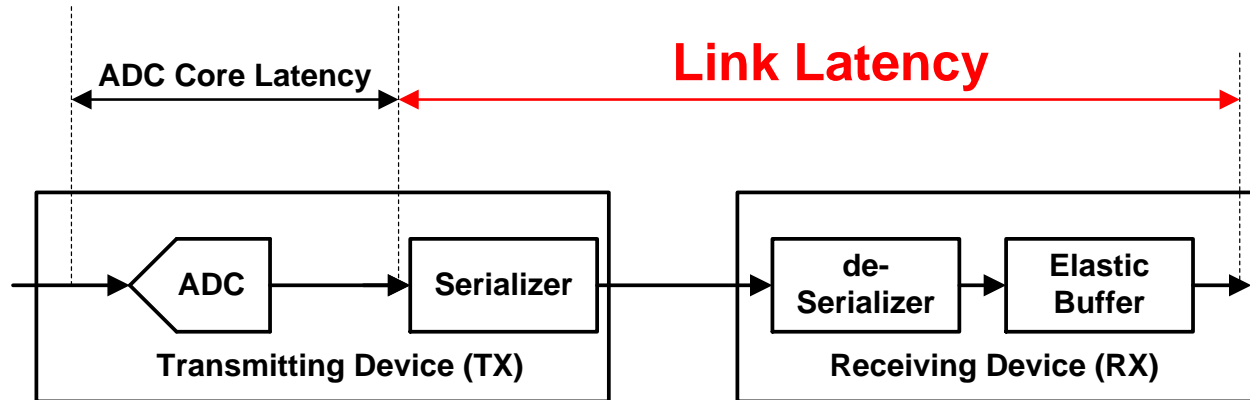 Link Latency
ADC Core Latency
ADC
Serializer
de-
Serializer
Elastic
Buffer
Transmitting Device (TX)
Receiving Device (RX)